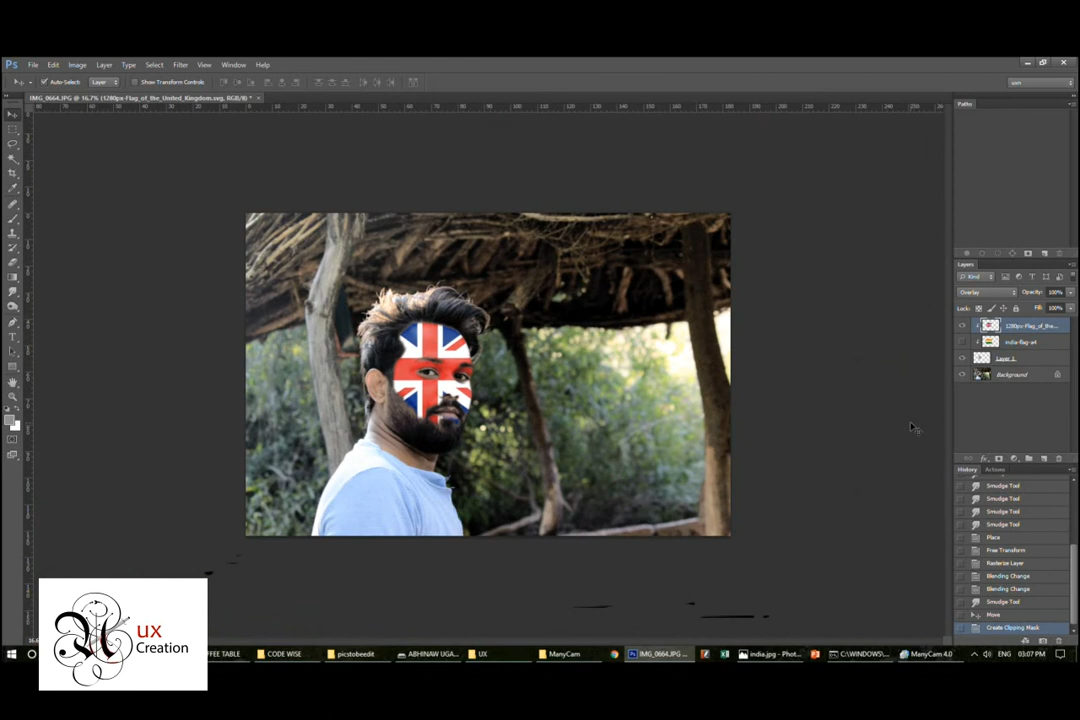 Ps File Edit Image Layer Type Select Filter View Window Help
Auto-Select: Layer Show Transform Controls
IMG_0664.JPG @ 16.7% (1280px-Flag_of_the_United_Kingdom.svg, RGB/8) *
Paths
Layers
Kind
Overlay Opacity: 100%
Lock: Fill: 100%
1280px-Flag_of_the...
india-flag-a4
Layer 1
Background
History Actions
Smudge Tool
Smudge Tool
Smudge Tool
Smudge Tool
Place
Free Transform
Rasterize Layer
Blending Change
Blending Change
Smudge Tool
Move
Create Clipping Mask
ux
Creation
FFEE TABLE CODE WISE picstobeedit ABHINAW UGA... UX ManyCam IMG_0664.JPG ... india.jpg - Phot... C:\WINDOWS\... ManyCam 4.0 ENG 03:07 PM